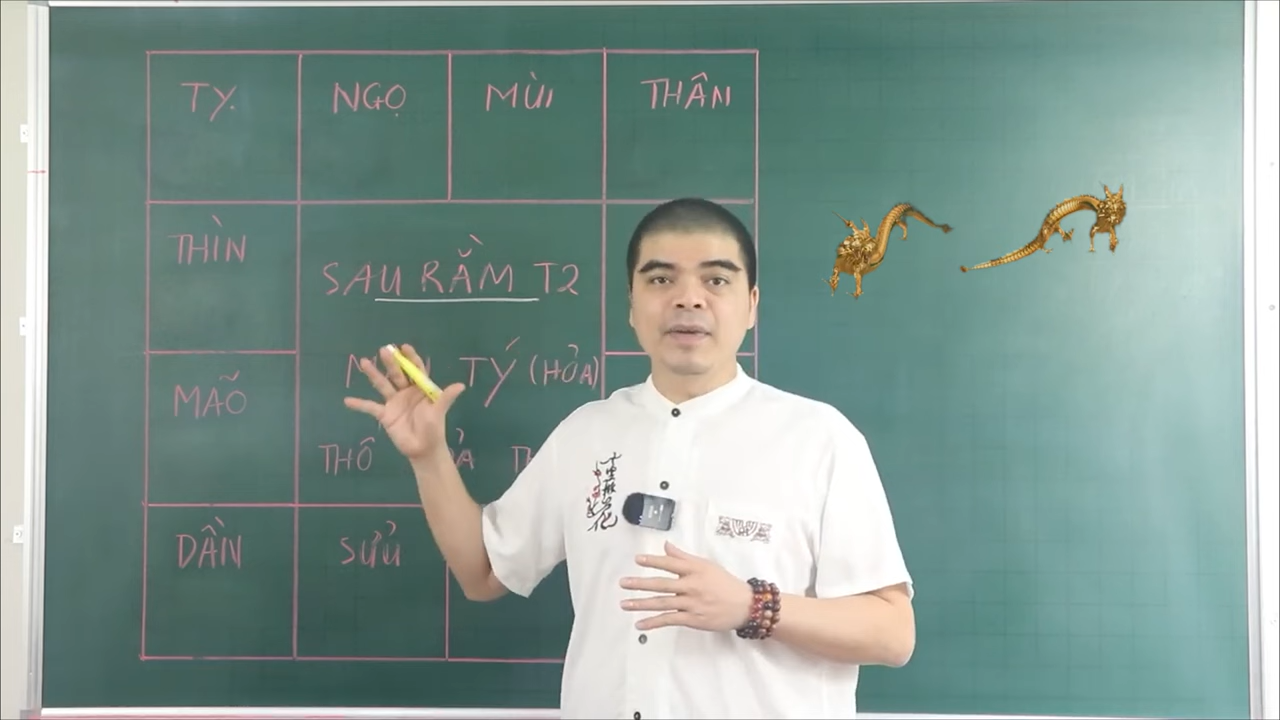 TỴ NGỌ MÙI THÂN
THÌN
SAU RẰM T2
TÝ (HỎA)
MÃO
THỔ
DẦN SỬU